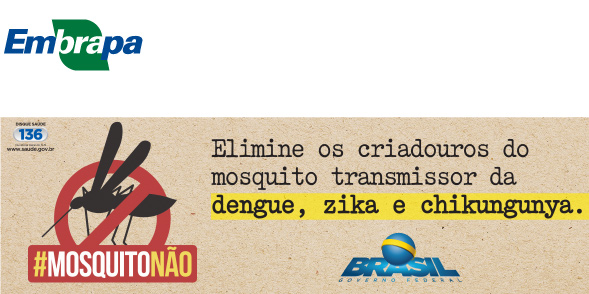 Embrapa
DISQUE SAÚDE
136
www.saude.gov.br
Elimine os criadouros do
mosquito transmissor da
dengue, zika e chikungunya.
#MOSQUITONÃO
BRASIL
GOVERNO FEDERAL